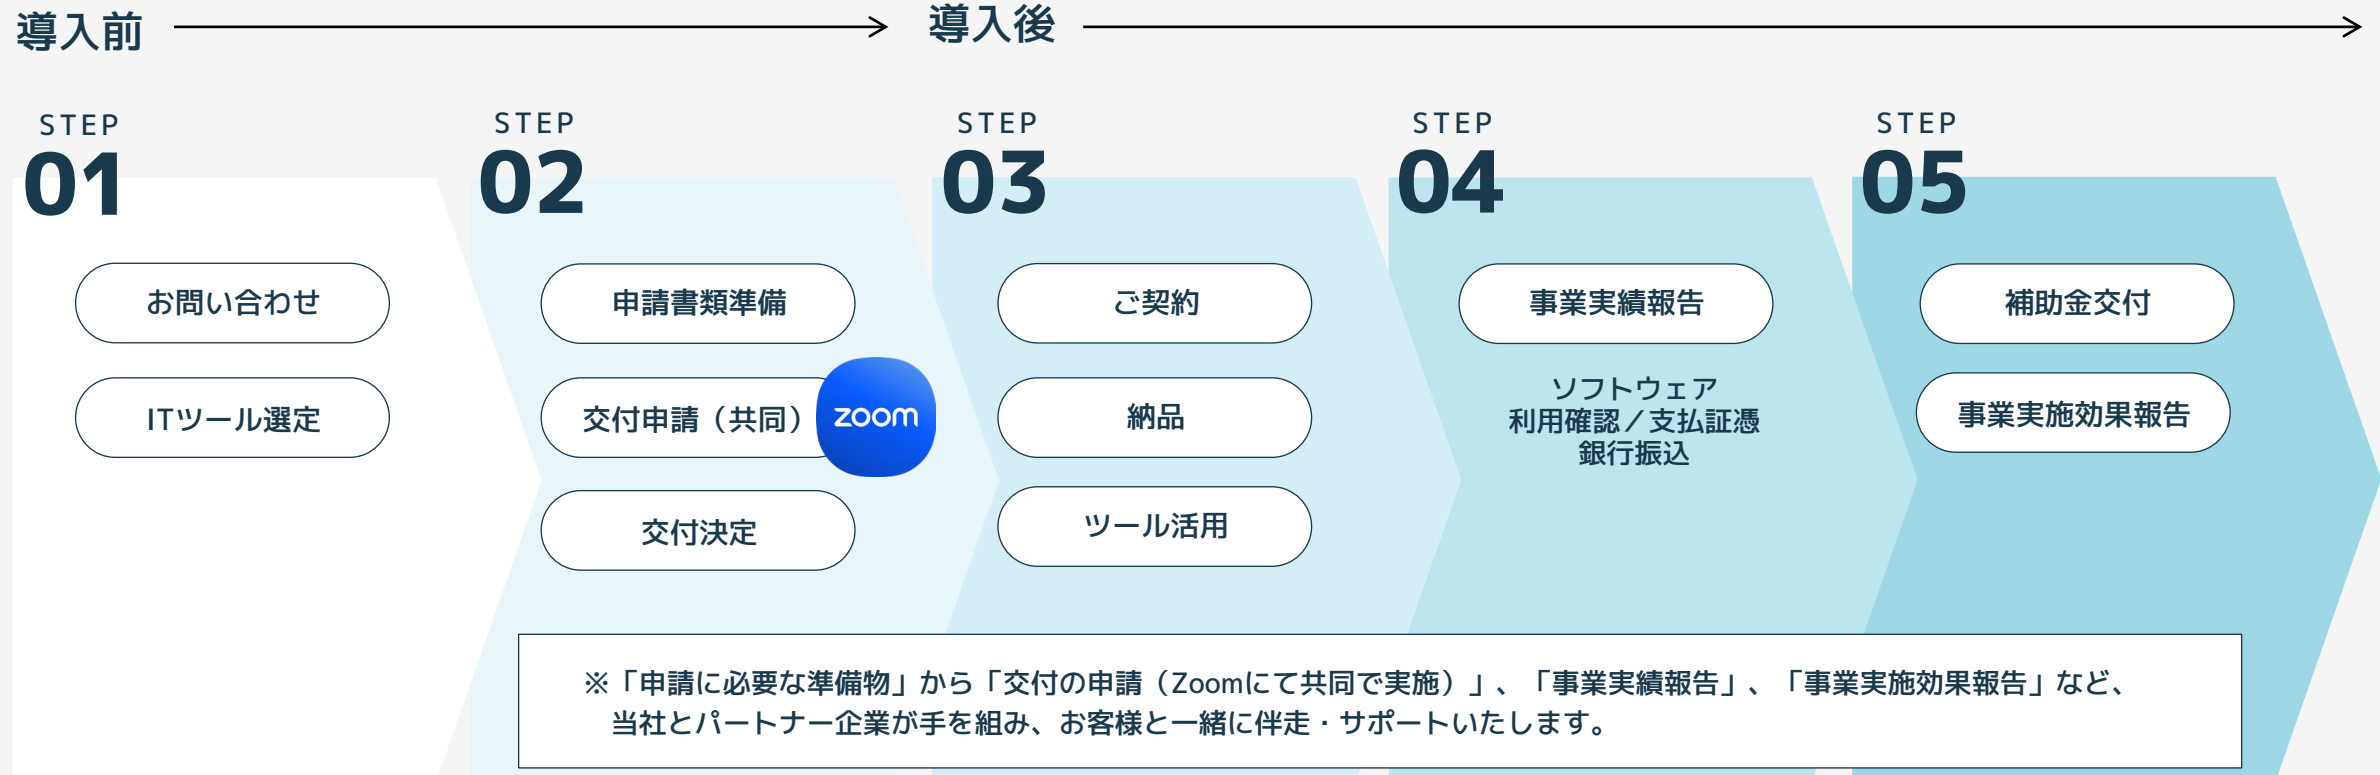 導入前
導入後
STEP
01
お問い合わせ
ITツール選定
STEP
02
申請書類準備
交付申請（共同）
zoom
交付決定
STEP
03
ご契約
納品
ツール活用
STEP
04
事業実績報告
ソフトウェア
利用確認／支払証憑
銀行振込
STEP
05
補助金交付
事業実施効果報告
※「申請に必要な準備物」から「交付の申請（Zoomにて共同で実施）」、「事業実績報告」、「事業実施効果報告」など、
当社とパートナー企業が手を組み、お客様と一緒に伴走・サポートいたします。